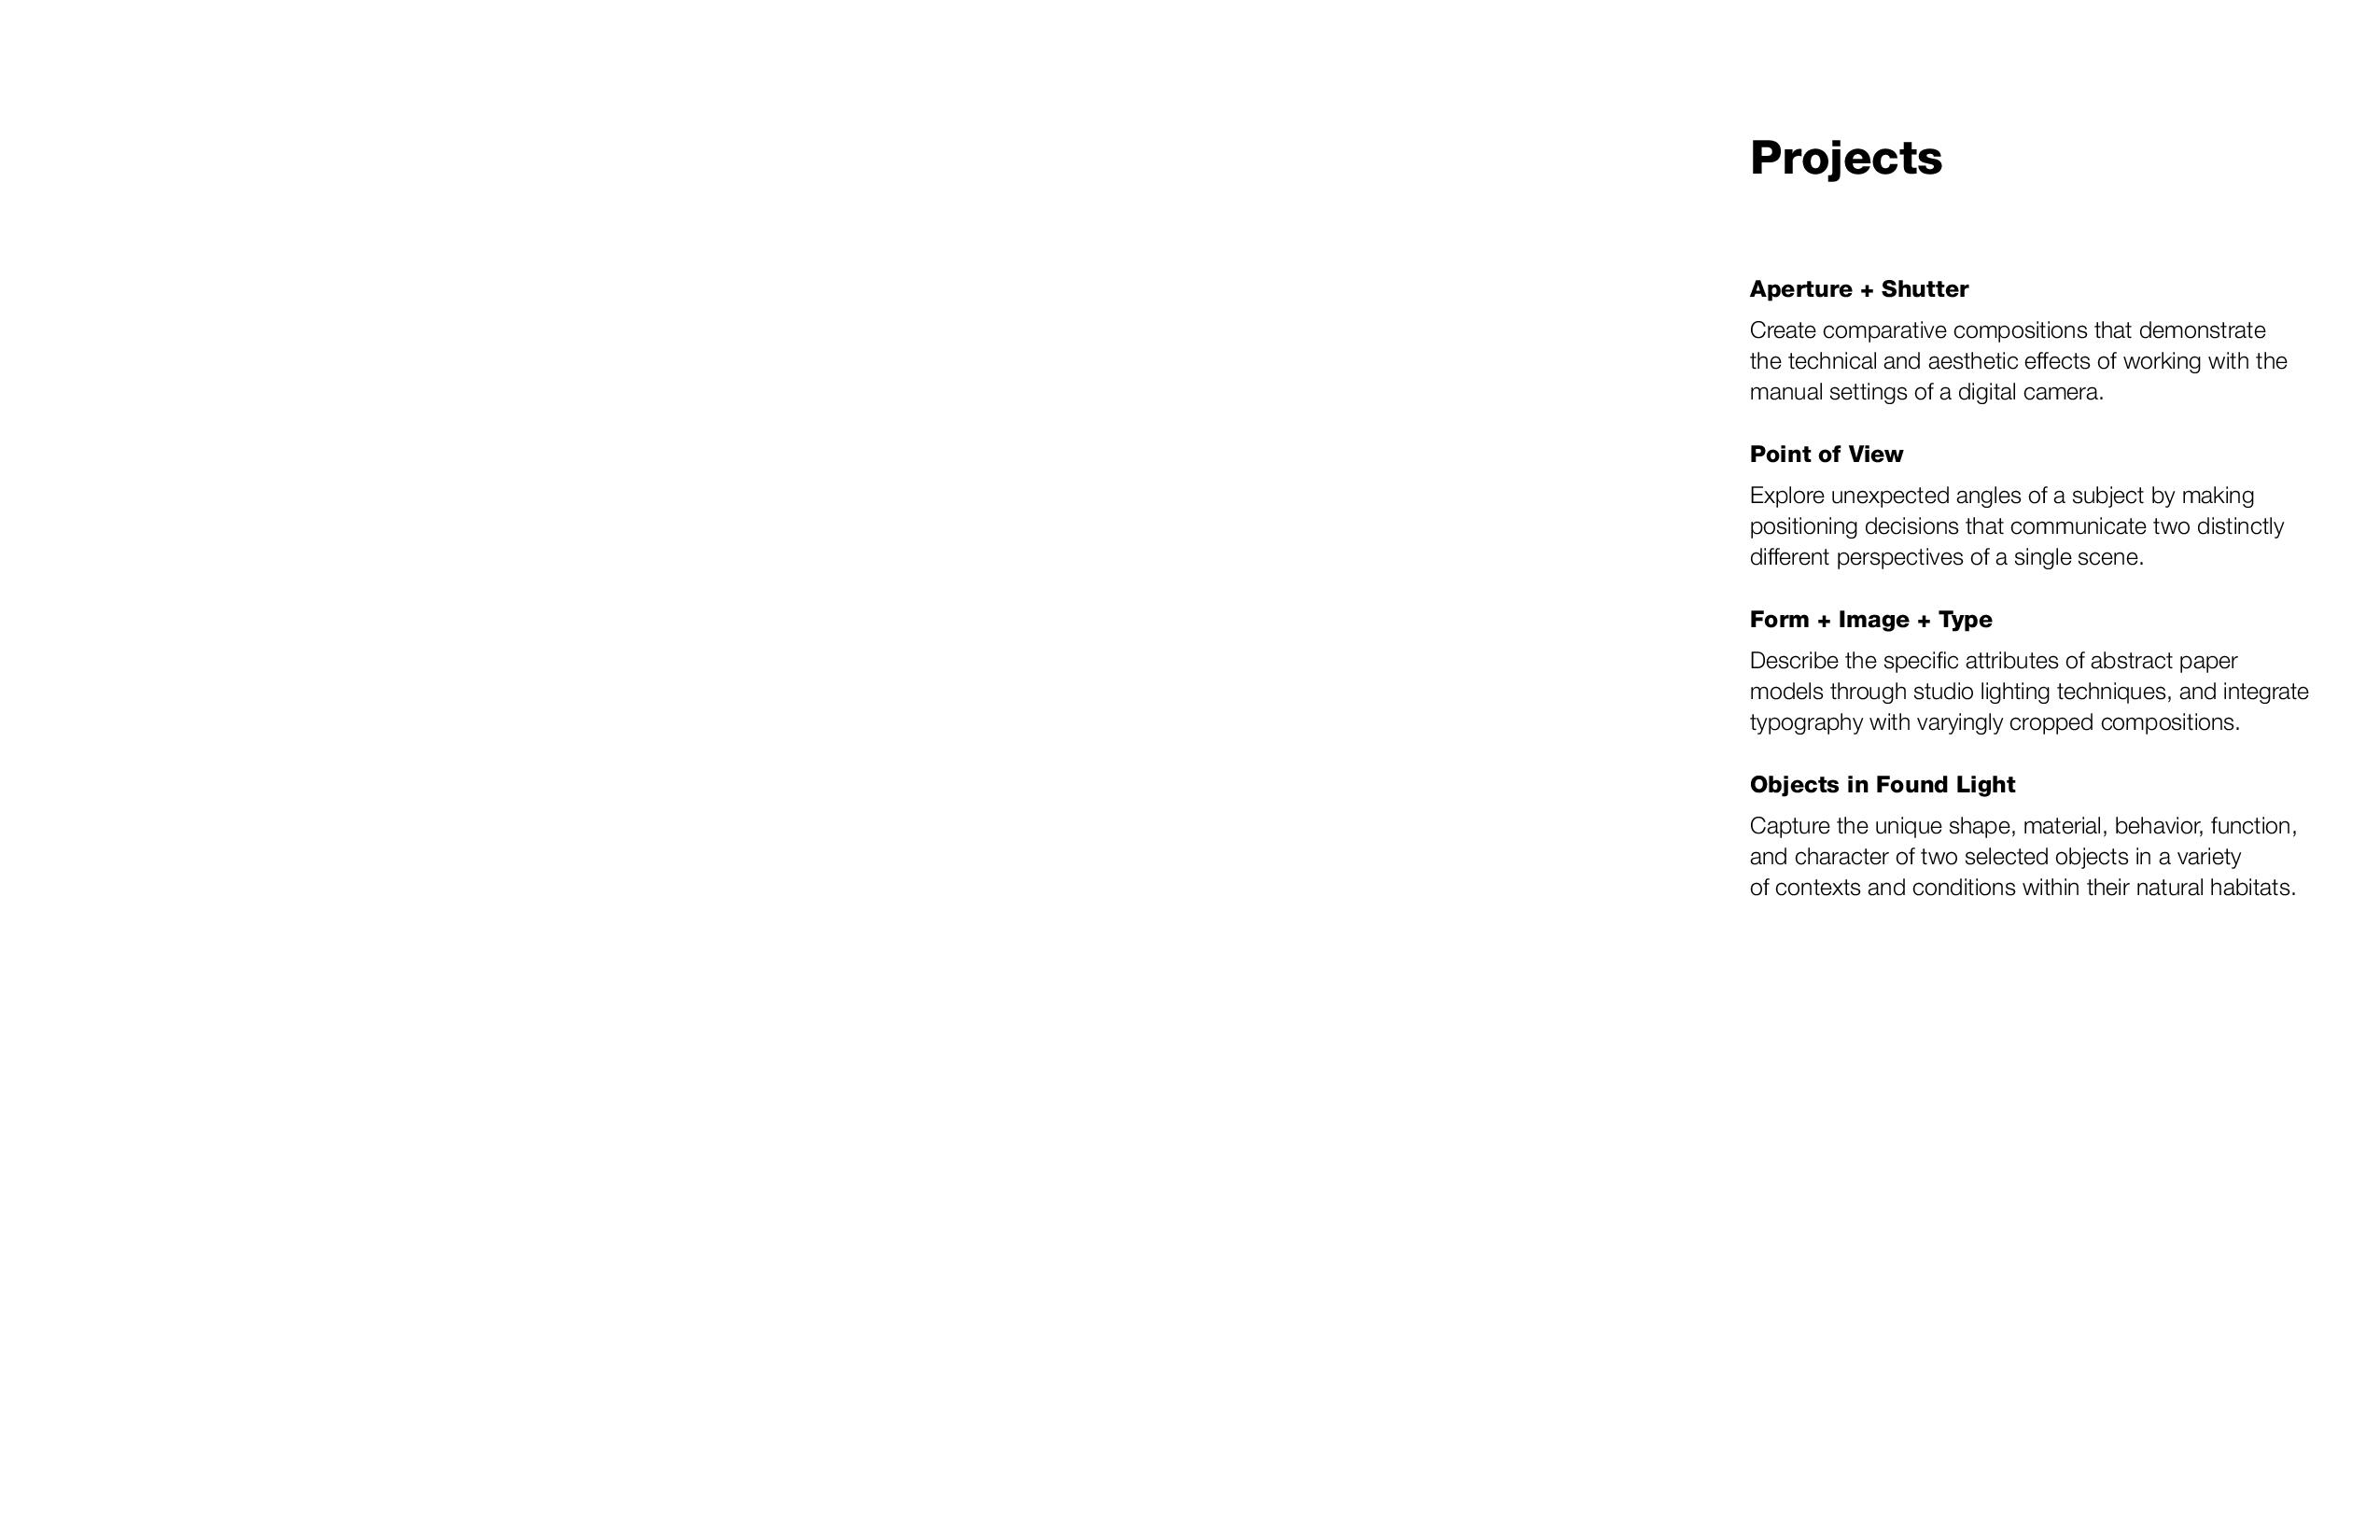 Projects
Aperture + Shutter
Create comparative compositions that demonstrate
the technical and aesthetic effects of working with the
manual settings of a digital camera.
Point of View
Explore unexpected angles of a subject by making
positioning decisions that communicate two distinctly
different perspectives of a single scene.
Form + Image + Type
Describe the specific attributes of abstract paper
models through studio lighting techniques, and integrate
typography with varyingly cropped compositions.
Objects in Found Light
Capture the unique shape, material, behavior, function,
and character of two selected objects in a variety
of contexts and conditions within their natural habitats.